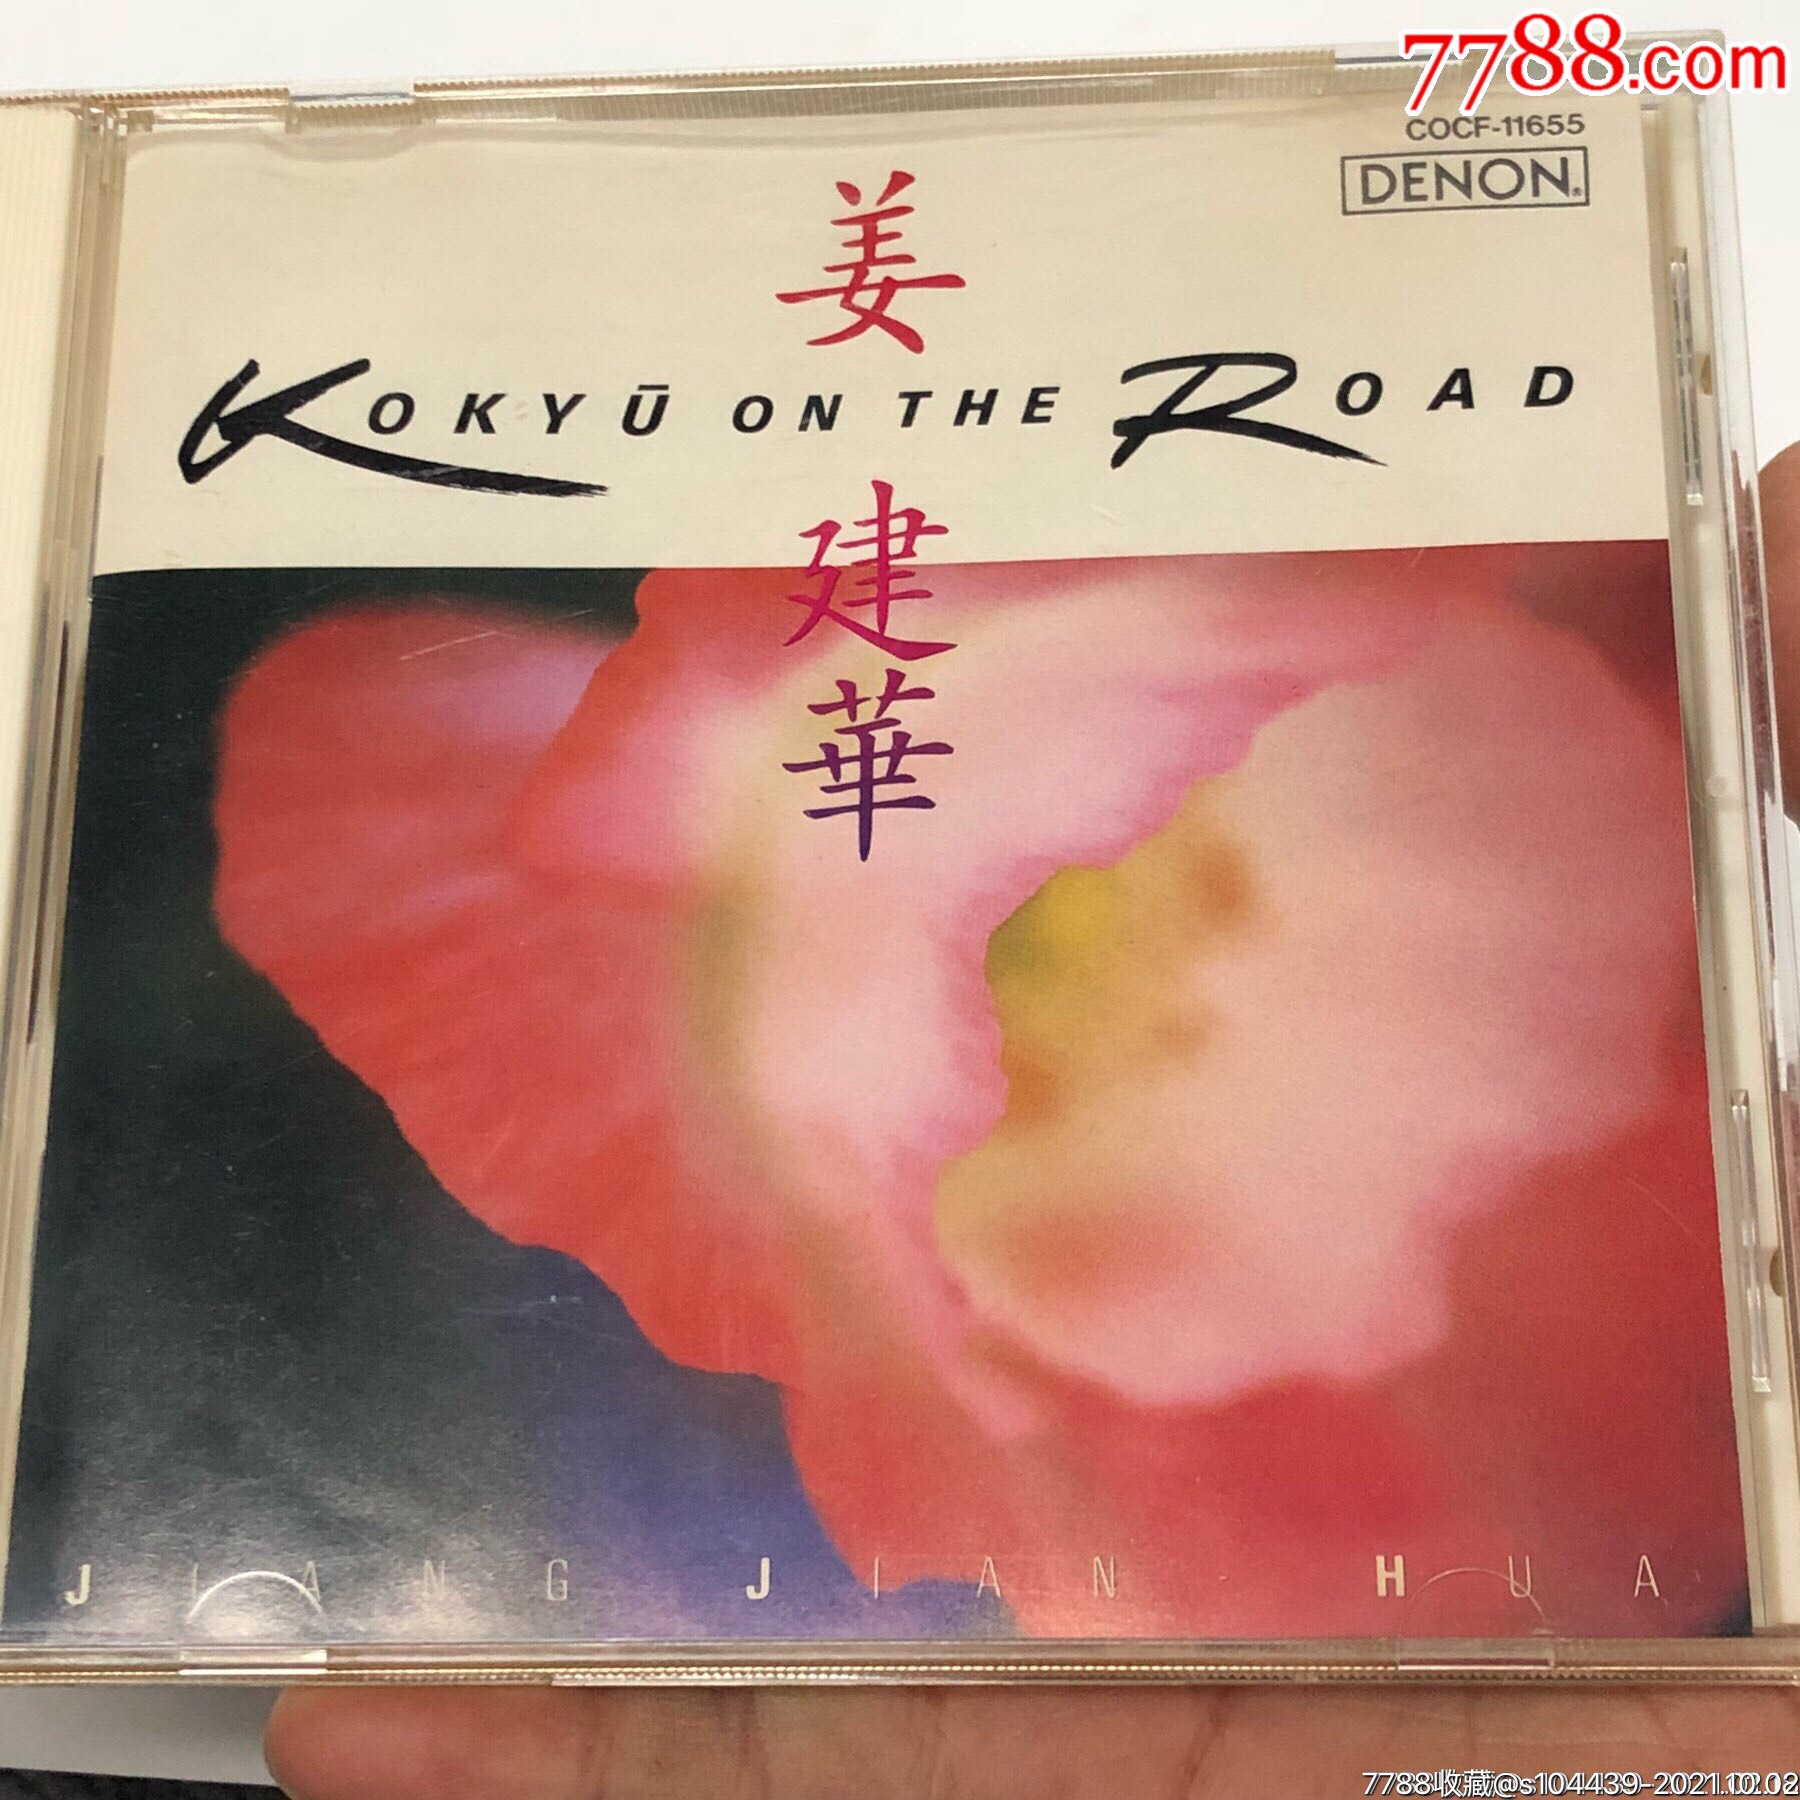 7788.com
COCF-11655
DENON®
姜
KOKYŪ ON THE ROAD
建
華
JIANG JIAN HUA
7788收藏@s104439-2021.10.02